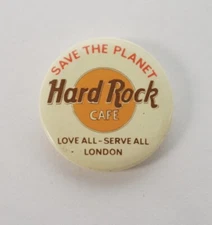 SAVE THE PLANET
Hard Rock
CAFE
LOVE ALL - SERVE ALL
LONDON